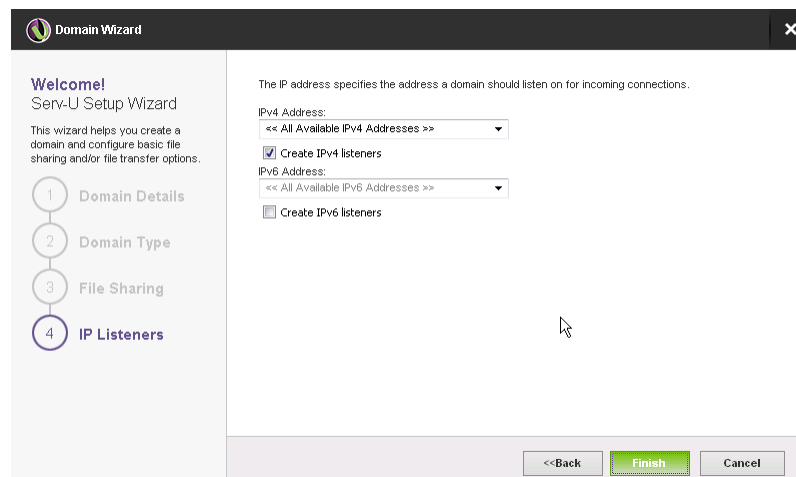 Domain Wizard
Welcome!
Serv-U Setup Wizard
This wizard helps you create a
domain and configure basic file
sharing and/or file transfer options.
1 Domain Details
2 Domain Type
3 File Sharing
4 IP Listeners
The IP address specifies the address a domain should listen on for incoming connections.
IPv4 Address:
<< All Available IPv4 Addresses >>
Create IPv4 listeners
IPv6 Address:
<< All Available IPv6 Addresses >>
Create IPv6 listeners
<<Back Finish Cancel